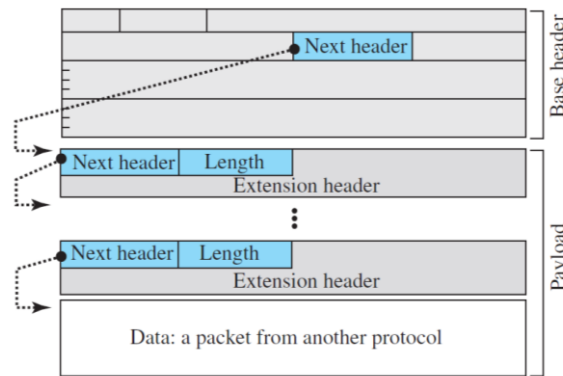 Next header
Base header
Next header Length
Extension header
Next header Length
Extension header
Payload
Data: a packet from another protocol